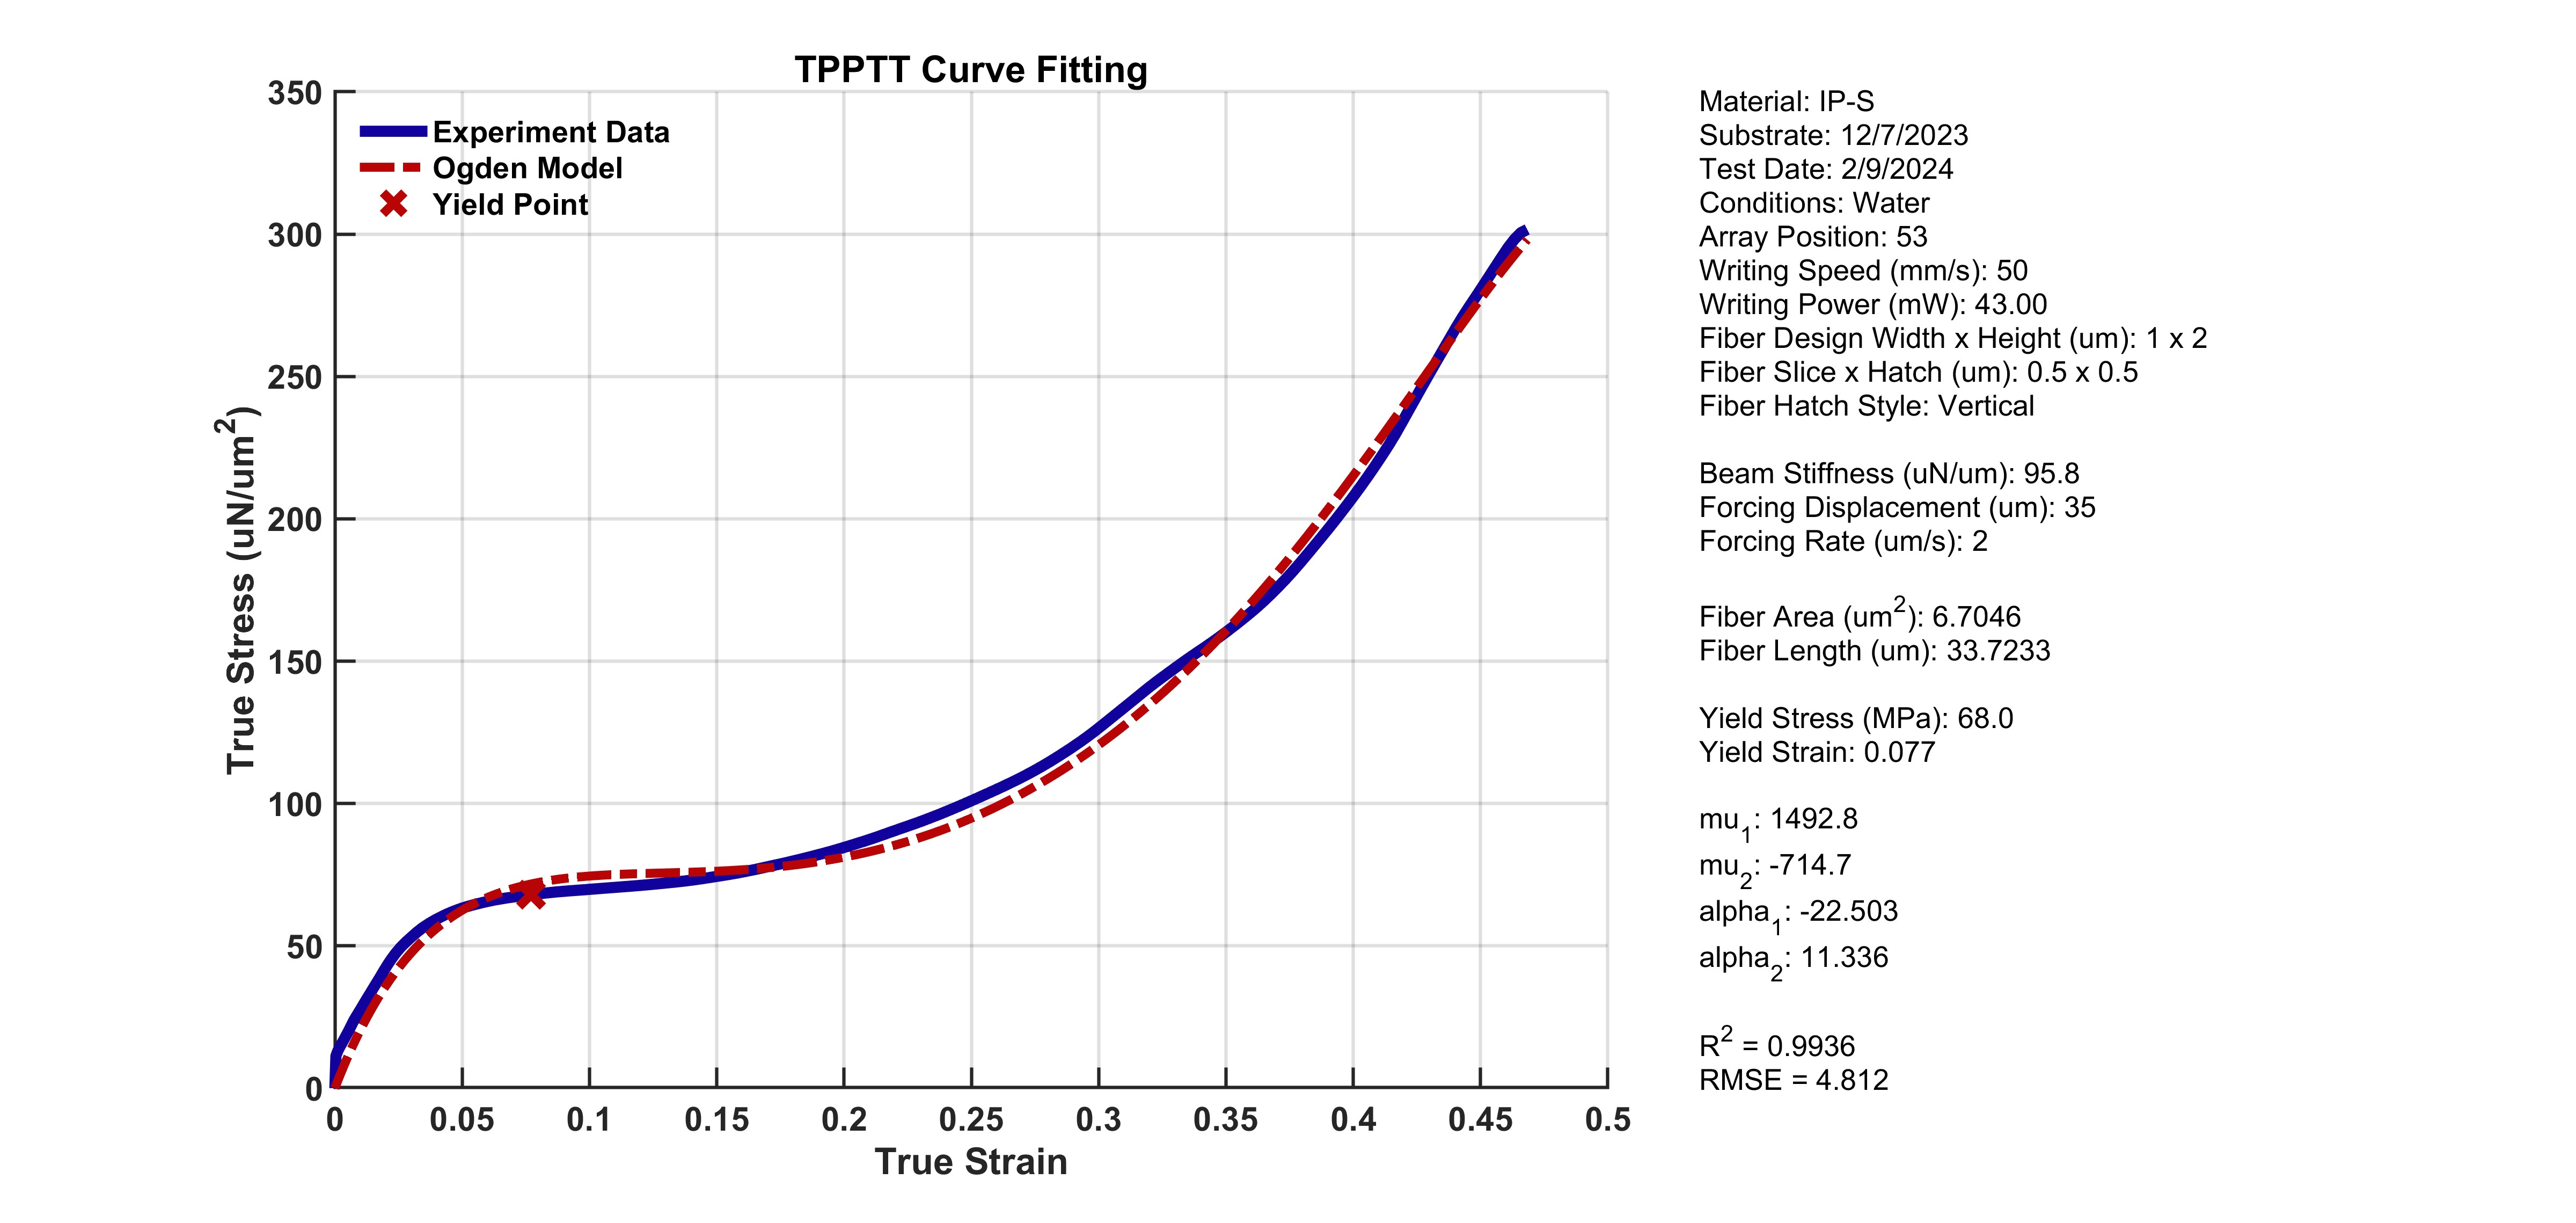 TPPTT Curve Fitting
350
300
250
200
150
100
50
0
True Stress (uN/um²)
Experiment Data
Ogden Model
Yield Point
0 0.05 0.1 0.15 0.2 0.25 0.3 0.35 0.4 0.45 0.5
True Strain
Material: IP-S
Substrate: 12/7/2023
Test Date: 2/9/2024
Conditions: Water
Array Position: 53
Writing Speed (mm/s): 50
Writing Power (mW): 43.00
Fiber Design Width x Height (um): 1 x 2
Fiber Slice x Hatch (um): 0.5 x 0.5
Fiber Hatch Style: Vertical
Beam Stiffness (uN/um): 95.8
Forcing Displacement (um): 35
Forcing Rate (um/s): 2
Fiber Area (um²): 6.7046
Fiber Length (um): 33.7233
Yield Stress (MPa): 68.0
Yield Strain: 0.077
mu₁: 1492.8
mu₂: -714.7
alpha₁: -22.503
alpha₂: 11.336
R² = 0.9936
RMSE = 4.812